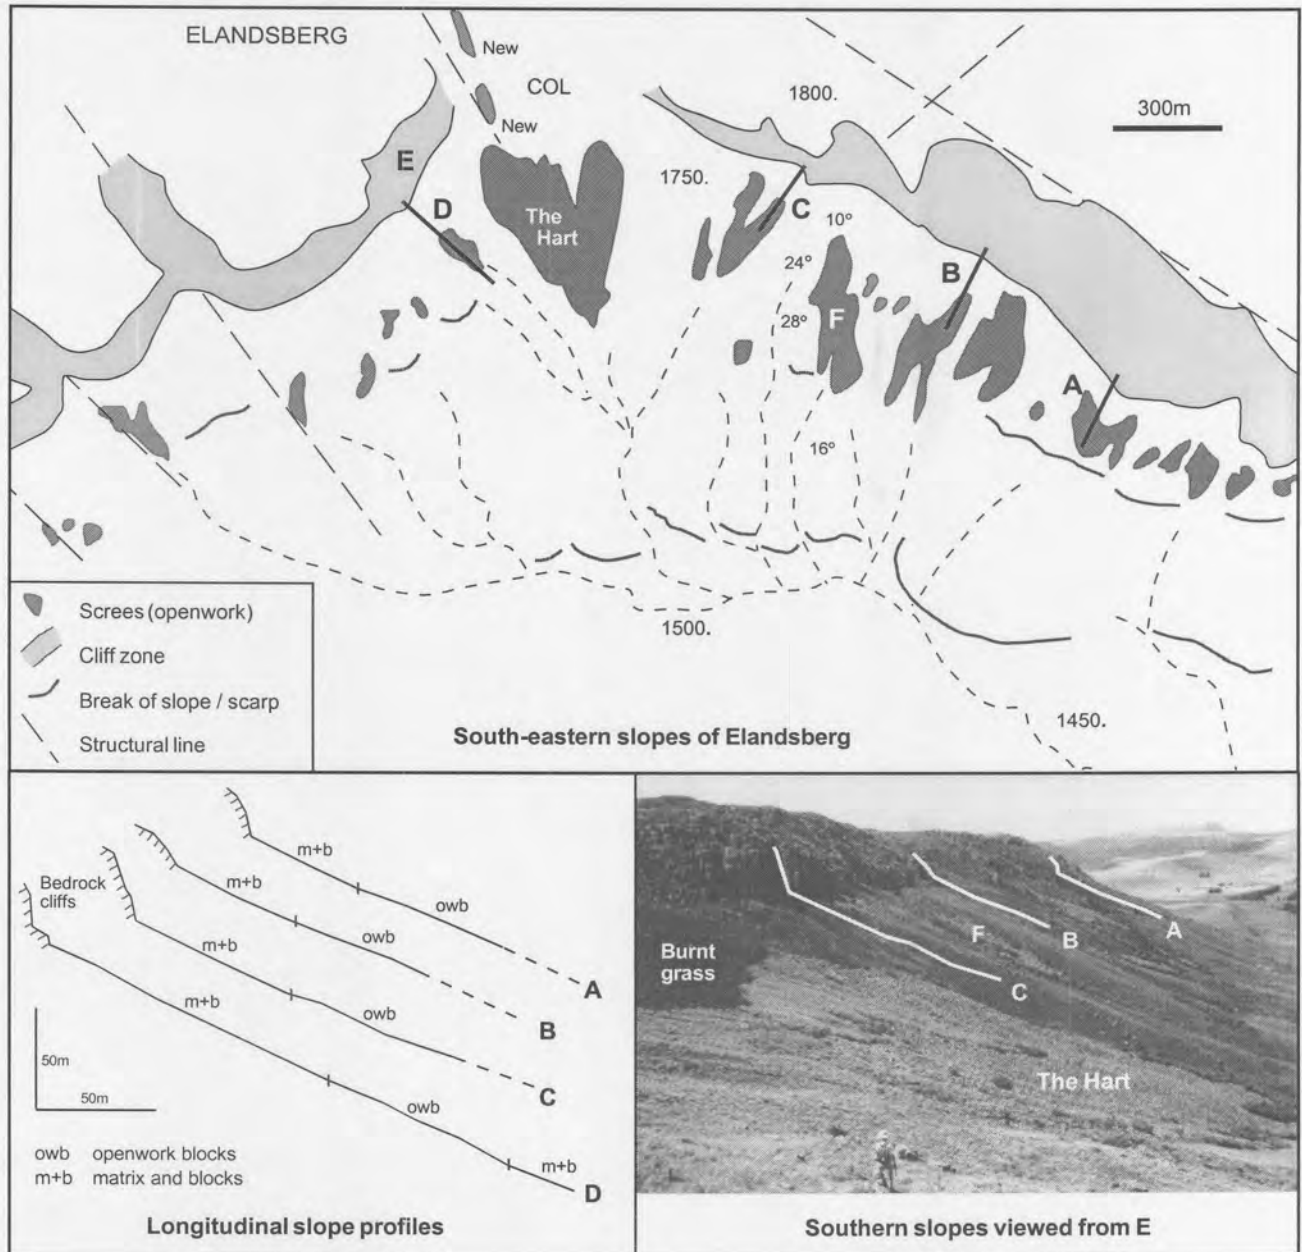 ELANDSBERG
New
COL
New
1800.
300m
E
D
The
Hart
1750.
C
10°
24°
B
28°
F
A
16°
1500.
1450.
Screes (openwork)
Cliff zone
Break of slope / scarp
Structural line
South-eastern slopes of Elandsberg
Bedrock
cliffs
m+b
owb
A
m+b
owb
B
m+b
owb
C
m+b
owb
m+b
D
50m
50m
owb openwork blocks
m+b matrix and blocks
Longitudinal slope profiles
Burnt
grass
F
A
B
C
The Hart
Southern slopes viewed from E